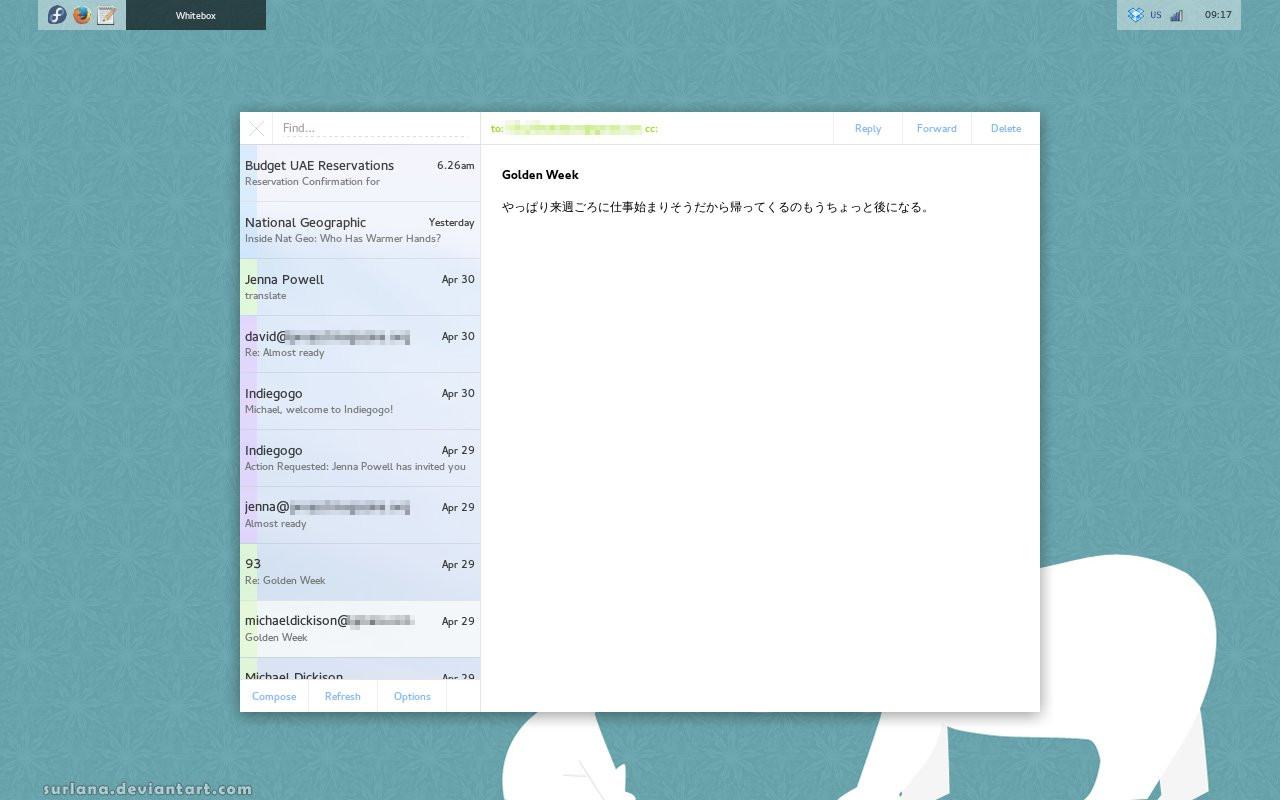 Whitebox
US
09:17
Find...
to:
cc:
Reply
Forward
Delete
Budget UAE Reservations 6.26am
Reservation Confirmation for
National Geographic Yesterday
Inside Nat Geo: Who Has Warmer Hands?
Jenna Powell Apr 30
translate
david@ Apr 30
Re: Almost ready
Indiegogo Apr 30
Michael, welcome to Indiegogo!
Indiegogo Apr 29
Action Requested: Jenna Powell has invited you
jenna@ Apr 29
Almost ready
93 Apr 29
Re: Golden Week
michaeldickison@ Apr 29
Golden Week
Michael Dickison Apr 29
Compose
Refresh
Options
Golden Week
やっぱり来週ごろに仕事始まりそうだから帰ってくるのもうちょっと後になる。
surlana.deviantart.com